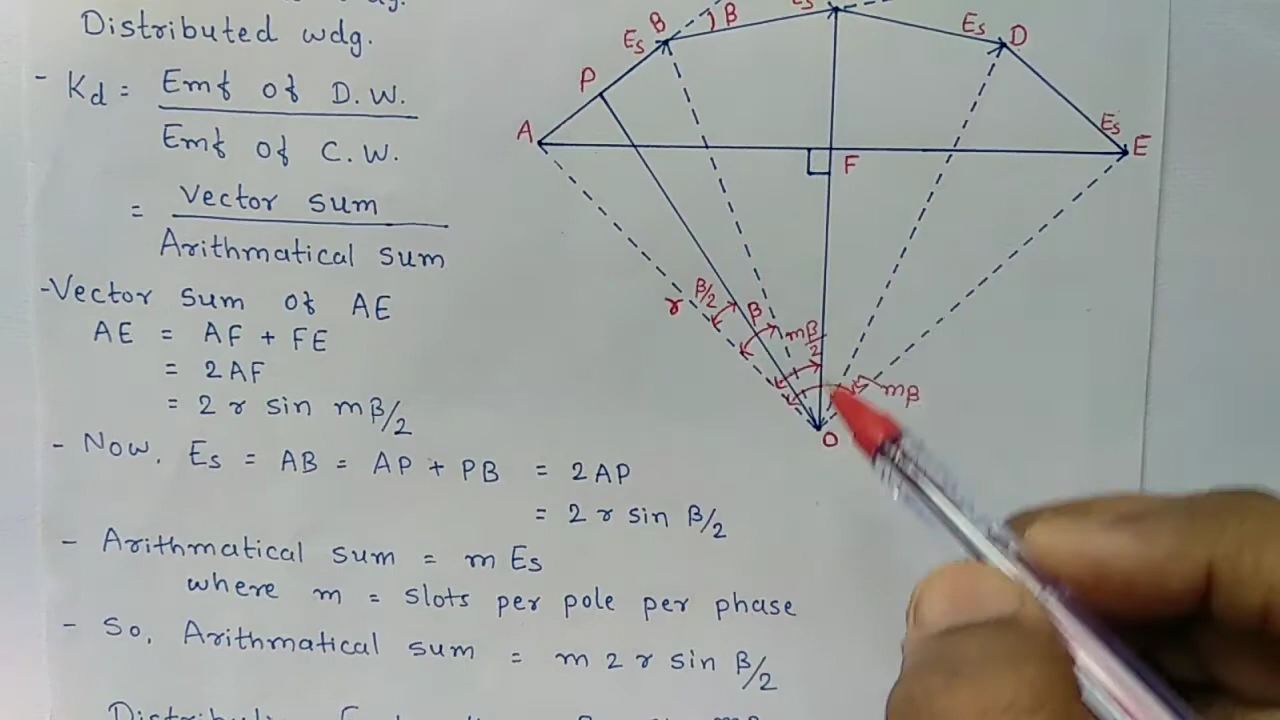 Distributed wdg.
- Kd = Emf of D.W.
Emf of C.W.
= Vector sum
Arithmatical sum
- Vector sum of AE
AE = AF + FE
= 2AF
= 2 r sin mβ/2
- Now, Es = AB = AP + PB = 2AP
= 2 r sin β/2
- Arithmatical sum = m Es
where m = slots per pole per phase
- So, Arithmatical sum = m 2 r sin β/2
Es
B
β
Es
Es
D
P
A
Es
E
F
β/2
r
β
mβ/2
mβ
O